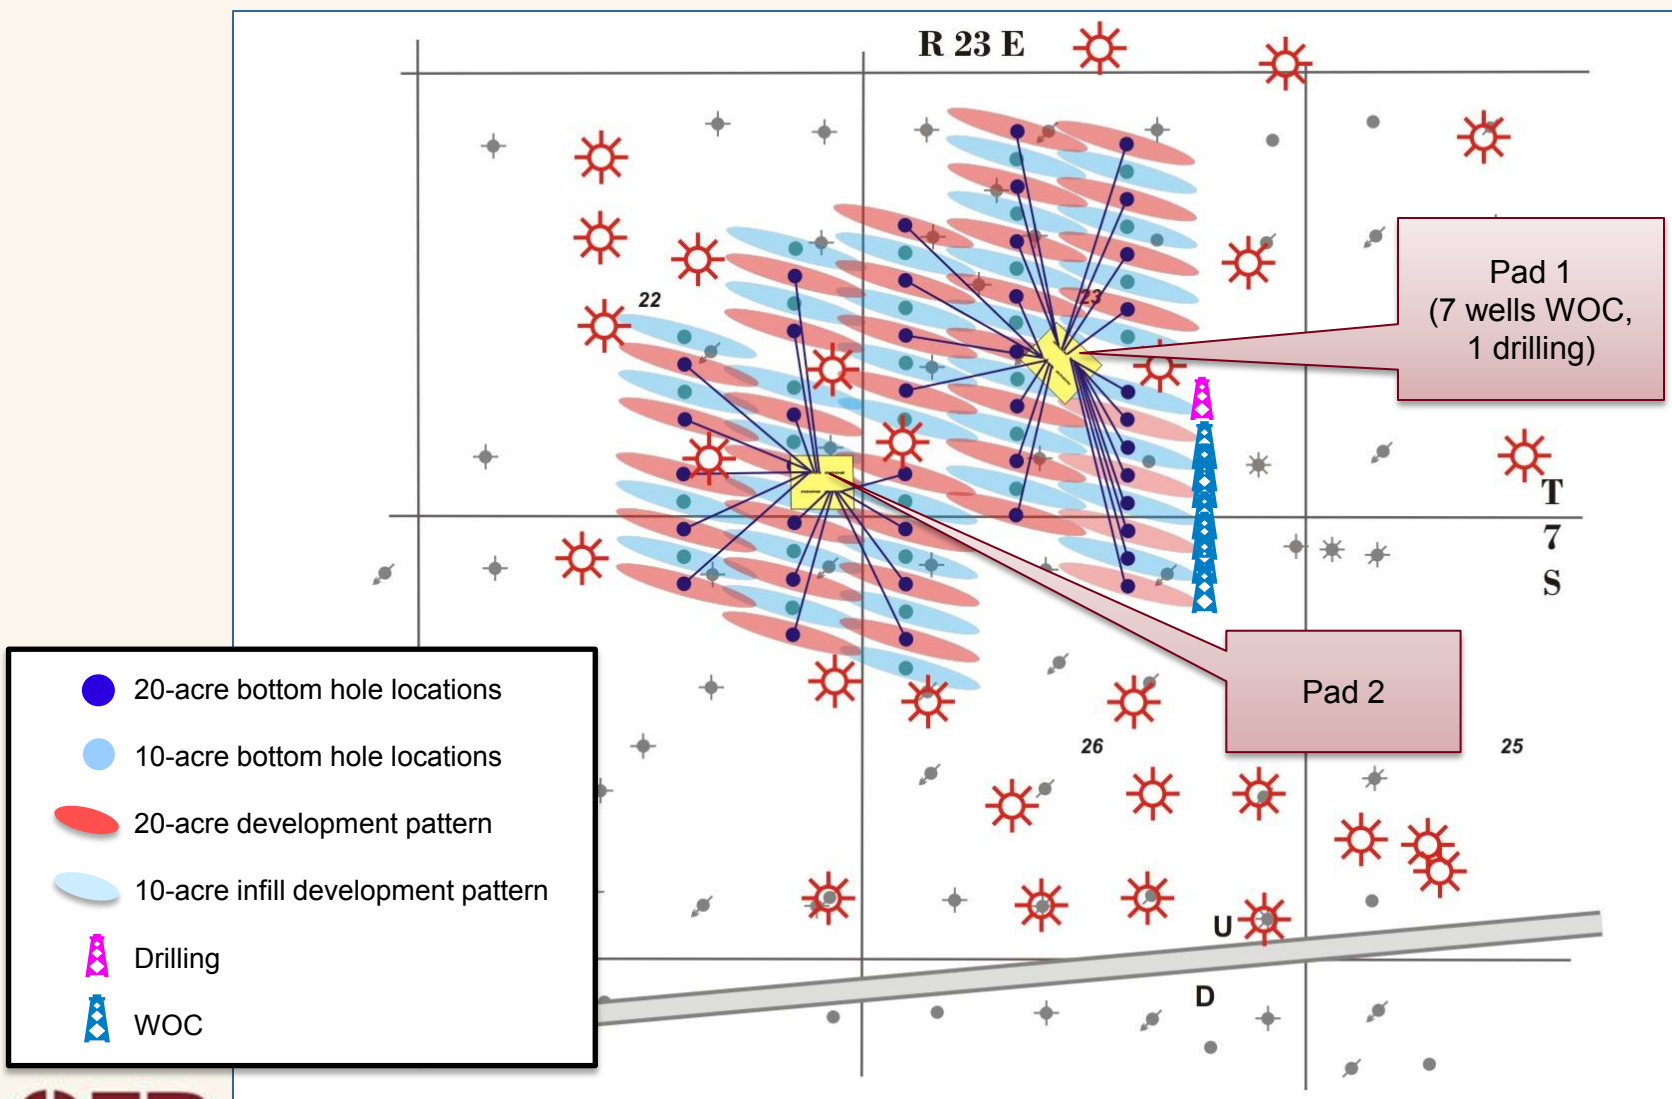 R 23 E
22
23
Pad 1
(7 wells WOC,
1 drilling)
T
7
S
Pad 2
26
25
20-acre bottom hole locations
10-acre bottom hole locations
20-acre development pattern
10-acre infill development pattern
Drilling
WOC
U
D